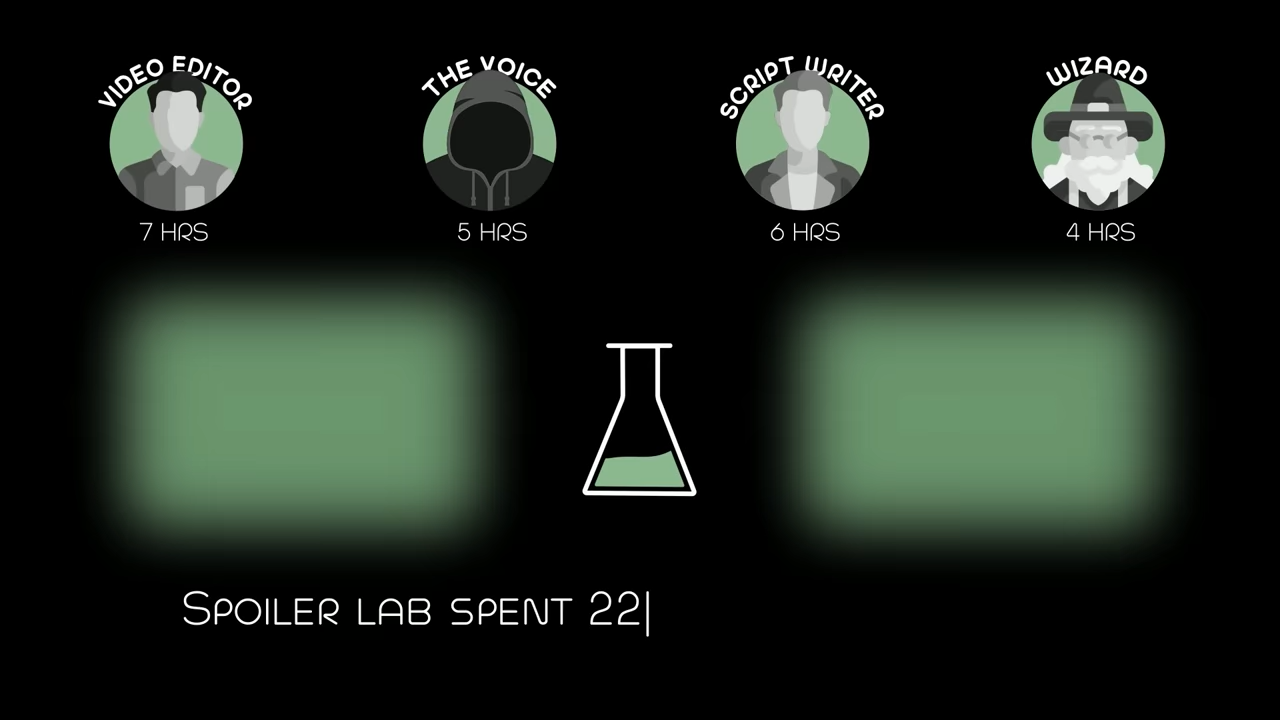 VIDEO EDITOR
THE VOICE
SCRIPT WRITER
WIZARD
7 HRS
5 HRS
6 HRS
4 HRS
SPOILER LAB SPENT 22